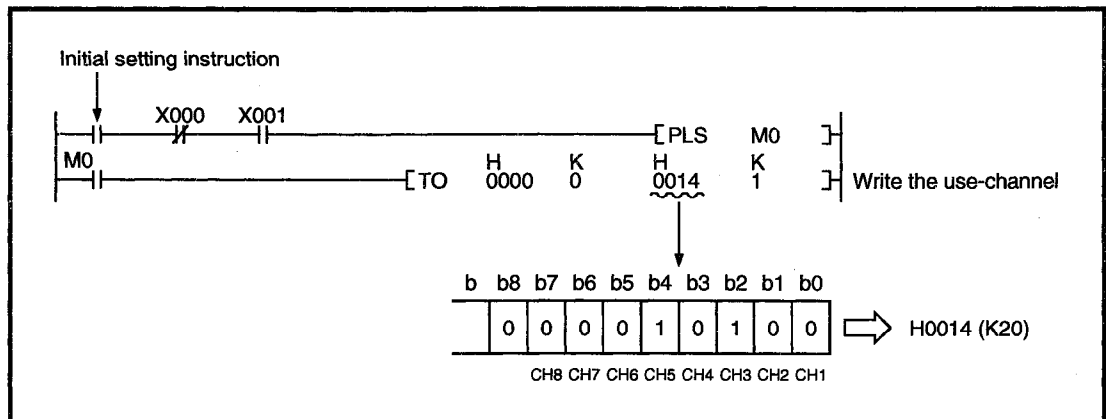 Initial setting instruction
X000 X001
PLS M0
M0
H K H K
TO 0000 0 0014 1 Write the use-channel
b b8 b7 b6 b5 b4 b3 b2 b1 b0
0 0 0 0 1 0 1 0 0 H0014 (K20)
CH8 CH7 CH6 CH5 CH4 CH3 CH2 CH1